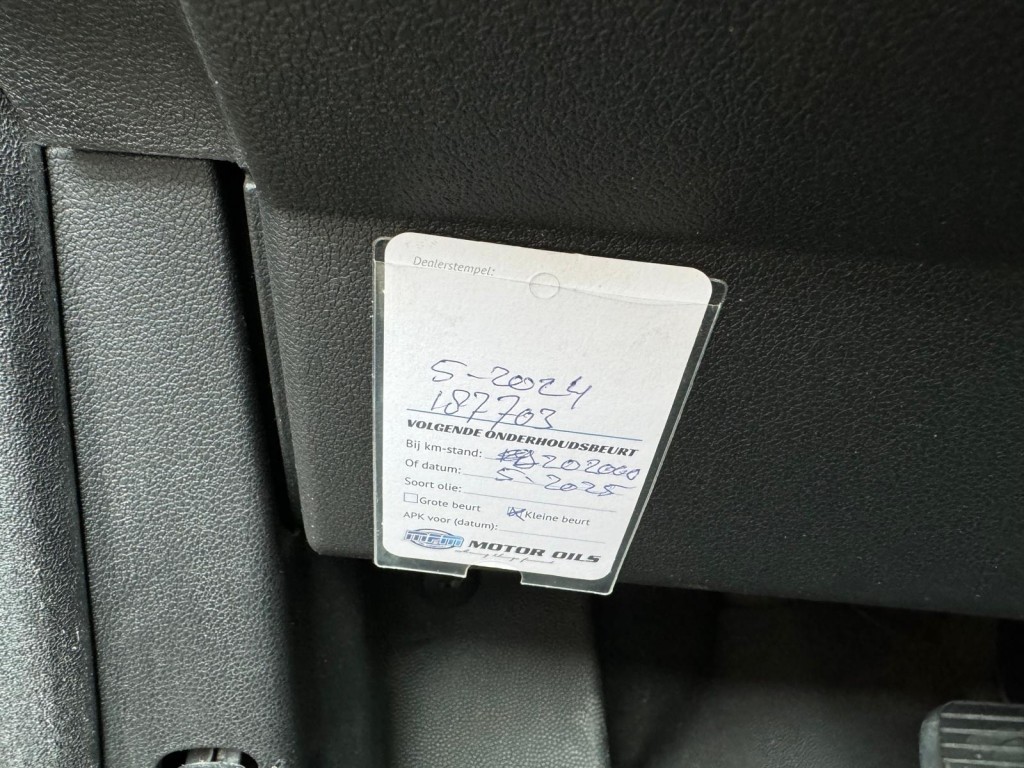 Dealerstempel:
5-2024
187703
VOLGENDE ONDERHOUDSBEURT
Bij km-stand: 202000
Of datum: 5-2025
Soort olie:
Grote beurt Kleine beurt
APK voor (datum):
MOTOR OILS